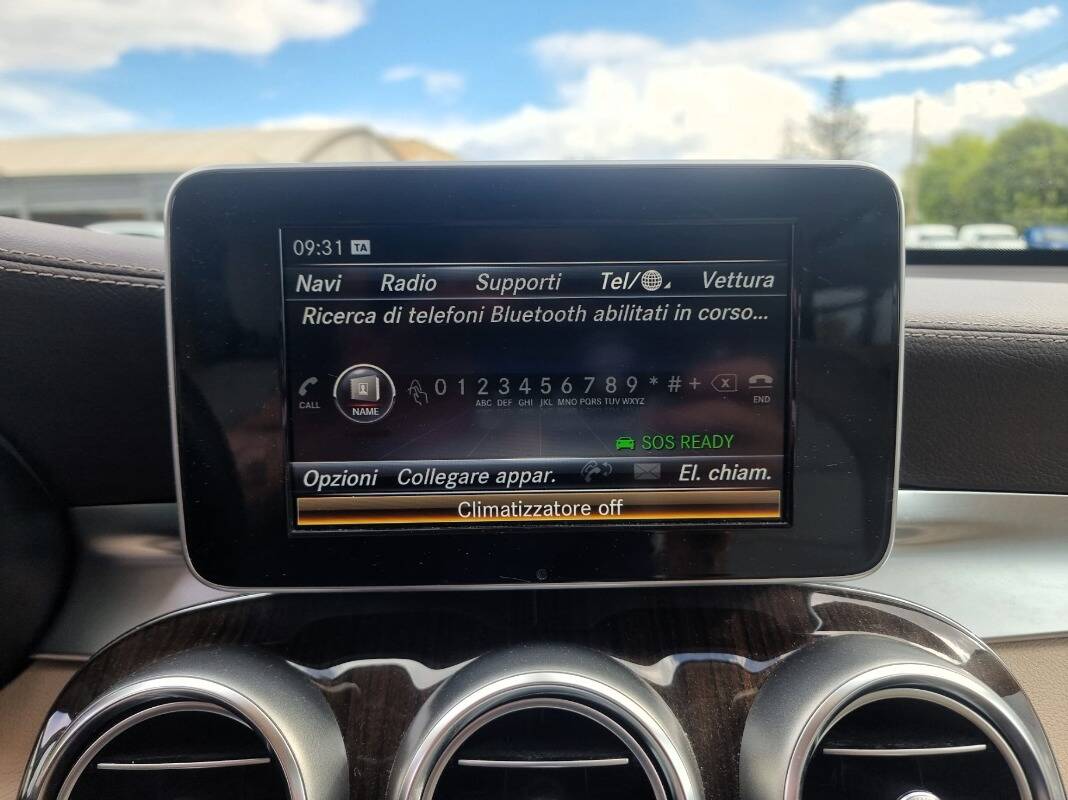 09:31 TA
Navi Radio Supporti Tel/ Vettura
Ricerca di telefoni Bluetooth abilitati in corso...
CALL NAME 0 1 2 3 4 5 6 7 8 9 * # + END
ABC DEF GHI JKL MNO PQRS TUV WXYZ
SOS READY
Opzioni Collegare appar. El. chiam.
Climatizzatore off